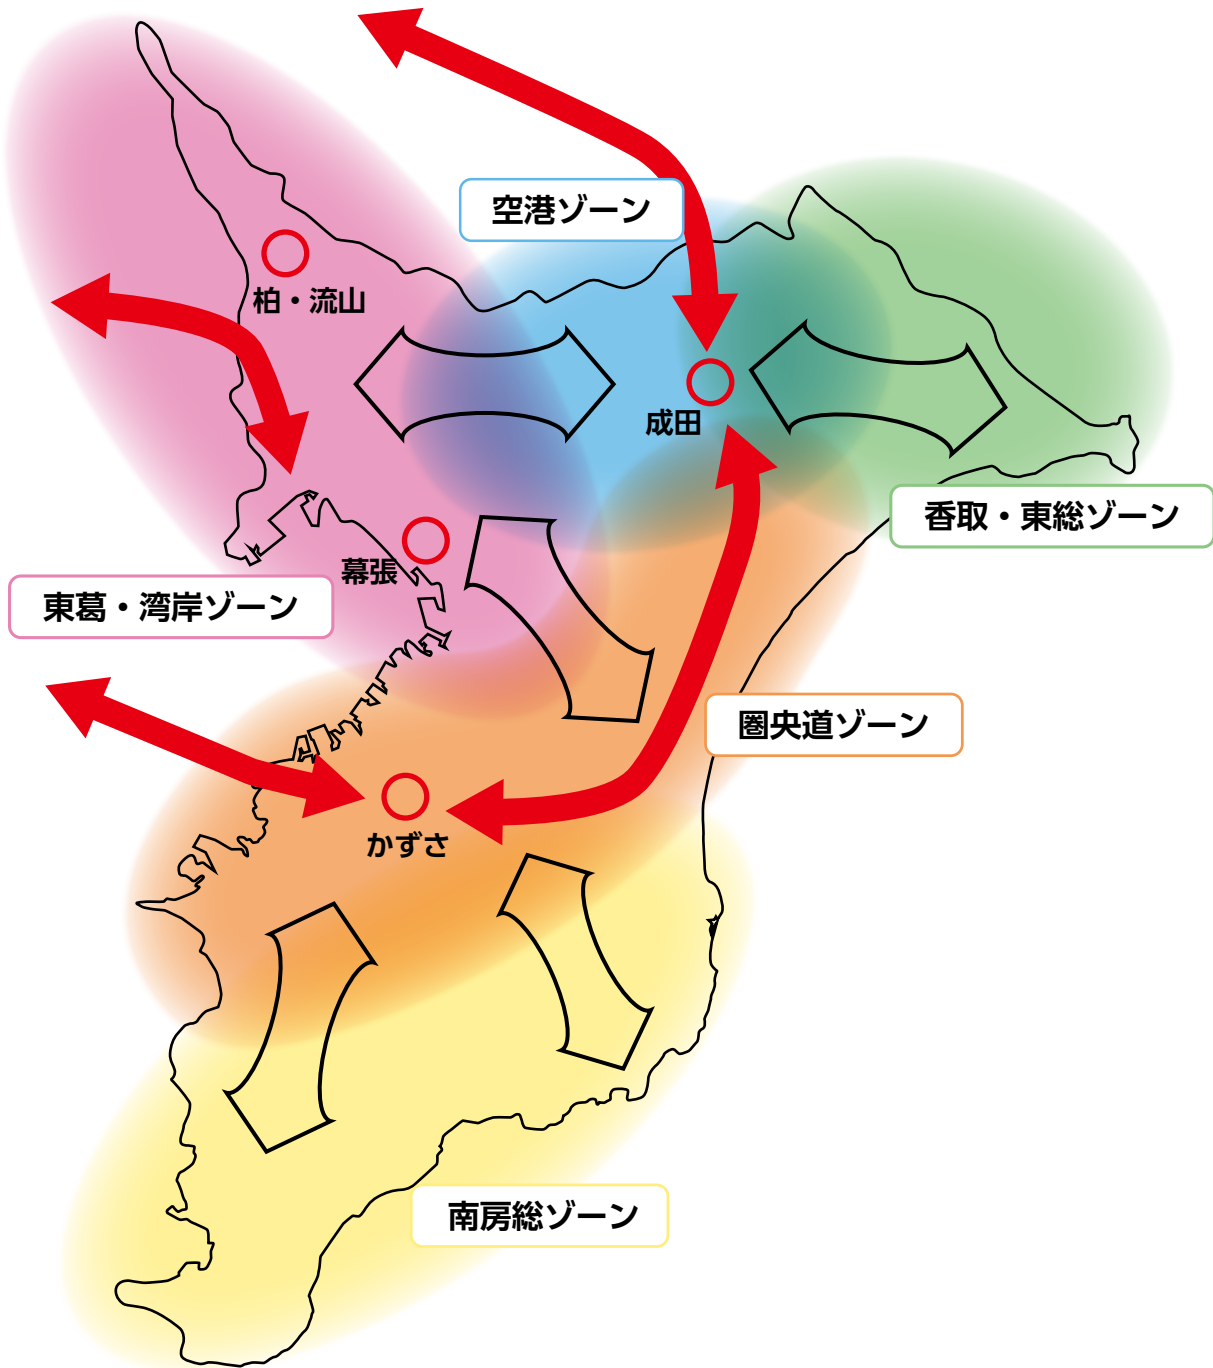 空港ゾーン
柏・流山
成田
香取・東総ゾーン
幕張
東葛・湾岸ゾーン
圏央道ゾーン
かずさ
南房総ゾーン